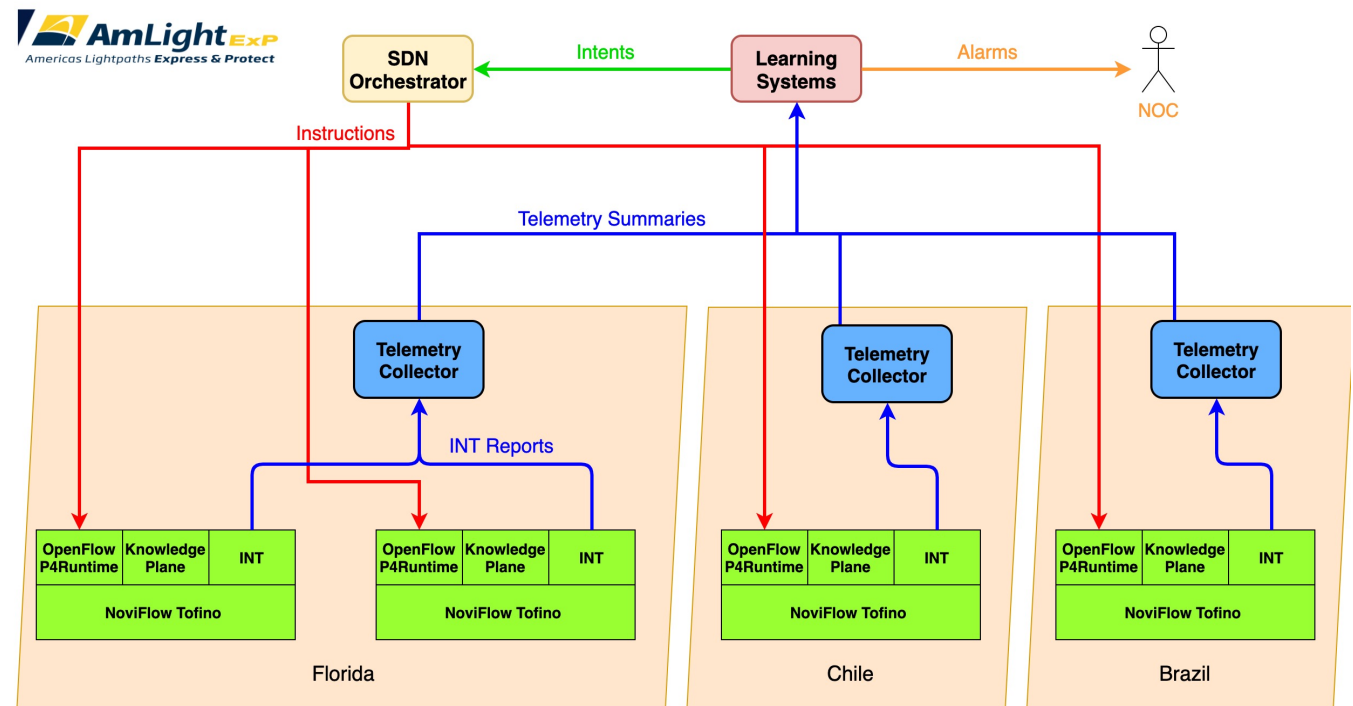 AmLight ExP
Americas Lightpaths Express & Protect
SDN
Orchestrator
Intents
Learning
Systems
Alarms
NOC
Instructions
Telemetry Summaries
Telemetry
Collector
Telemetry
Collector
Telemetry
Collector
INT Reports
OpenFlow
P4Runtime
Knowledge
Plane
INT
NoviFlow Tofino
OpenFlow
P4Runtime
Knowledge
Plane
INT
NoviFlow Tofino
OpenFlow
P4Runtime
Knowledge
Plane
INT
NoviFlow Tofino
OpenFlow
P4Runtime
Knowledge
Plane
INT
NoviFlow Tofino
Florida
Chile
Brazil